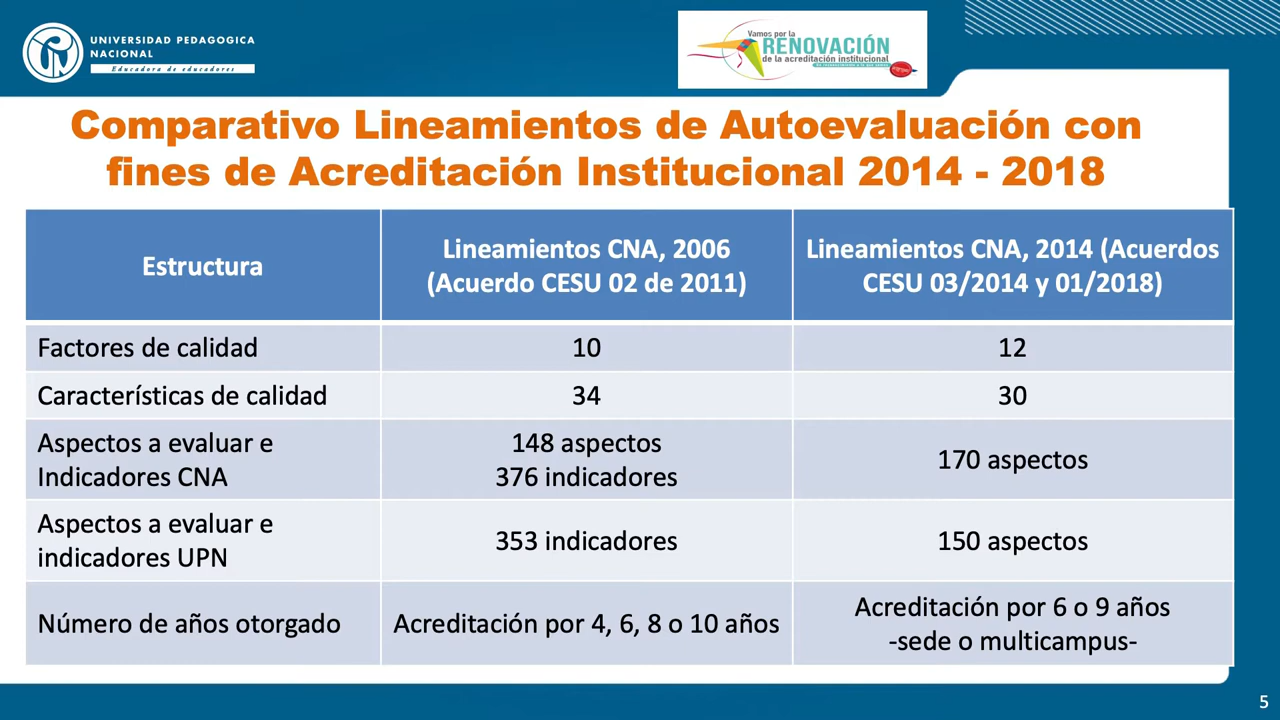 UNIVERSIDAD PEDAGOGICA
NACIONAL
Educadora de educadores
Vamos por la
RENOVACIÓN
de la acreditación institucional
Comparativo Lineamientos de Autoevaluación con
fines de Acreditación Institucional 2014 - 2018
Estructura
Lineamientos CNA, 2006
(Acuerdo CESU 02 de 2011)
Lineamientos CNA, 2014 (Acuerdos
CESU 03/2014 y 01/2018)
Factores de calidad
10
12
Características de calidad
34
30
Aspectos a evaluar e
Indicadores CNA
148 aspectos
376 indicadores
170 aspectos
Aspectos a evaluar e
indicadores UPN
353 indicadores
150 aspectos
Número de años otorgado
Acreditación por 4, 6, 8 o 10 años
Acreditación por 6 o 9 años
-sede o multicampus-
5